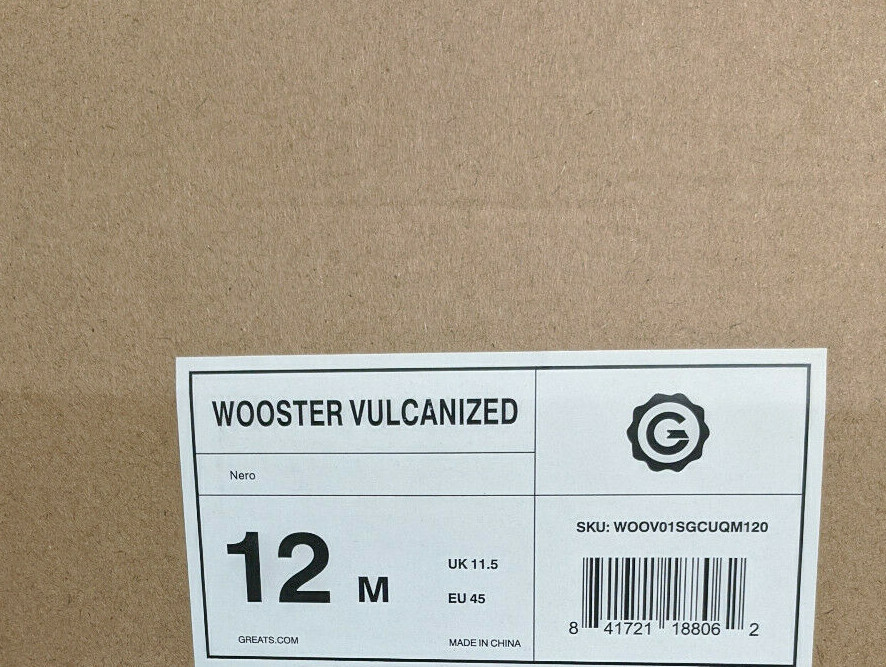 WOOSTER VULCANIZED
Nero
12 M
UK 11.5
EU 45
GREATS.COM
MADE IN CHINA
G
SKU: WOOV01SGCUQM120
8 41721 18806 2